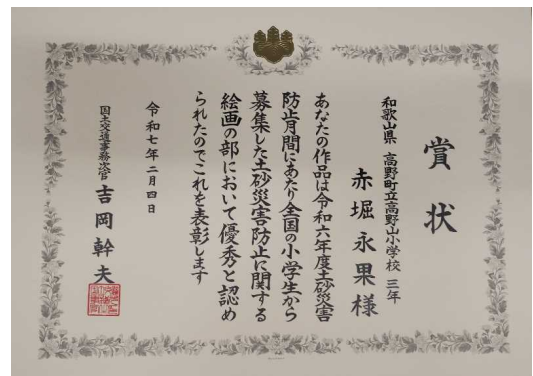 賞状
和歌山県 高野町立高野山小学校 三年
赤堀永果様
あなたの作品は令和六年度土砂災害
防止月間にあたり全国の小学生から
募集した土砂災害防止に関する
絵画の部において優秀と認め
られたのでこれを表彰します
令和七年二月四日
国土交通事務次官 吉岡幹夫